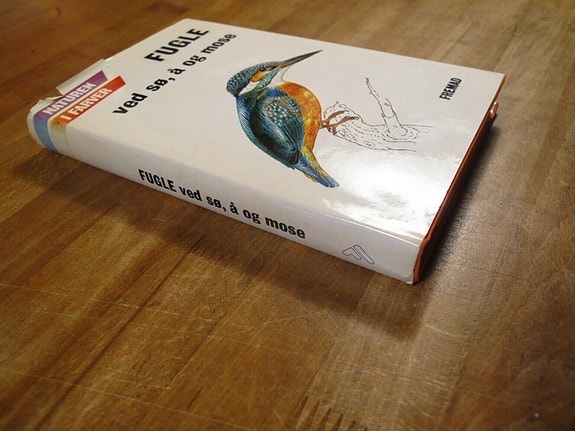 FUGLE
ved sø, å og mose
NATUREN
I FARVER
FREMAD
FUGLE ved sø, å og mose